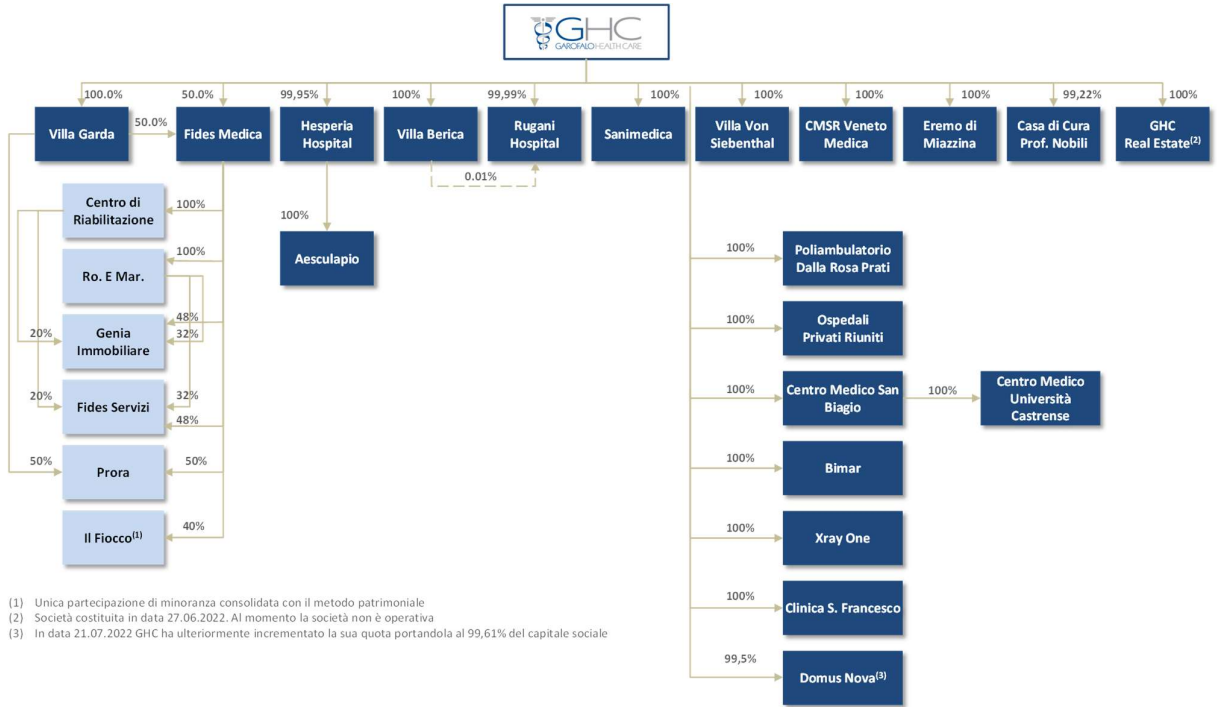 GHC
GAROFALO HEALTH CARE
100.0%
50.0%
99,95%
100%
99,99%
100%
100%
100%
100%
99,22%
100%
Villa Garda
50.0%
Fides Medica
Hesperia
Hospital
Villa Berica
Rugani
Hospital
Sanimedica
Villa Von
Siebenthal
CMSR Veneto
Medica
Eremo di
Miazzina
Casa di Cura
Prof. Nobili
GHC
Real Estate(2)
0.01%
Centro di
Riabilitazione
100%
100%
Aesculapio
Ro. E Mar.
100%
Genia
Immobiliare
20%
48%
32%
Fides Servizi
20%
32%
48%
Prora
50%
50%
Il Fiocco(1)
40%
100%
Poliambulatorio
Dalla Rosa Prati
100%
Ospedali
Privati Riuniti
100%
Centro Medico San
Biagio
100%
Centro Medico
Università
Castrense
100%
Bimar
100%
Xray One
100%
Clinica S. Francesco
99,5%
Domus Nova(3)
(1) Unica partecipazione di minoranza consolidata con il metodo patrimoniale
(2) Società costituita in data 27.06.2022. Al momento la società non è operativa
(3) In data 21.07.2022 GHC ha ulteriormente incrementato la sua quota portandola al 99,61% del capitale sociale